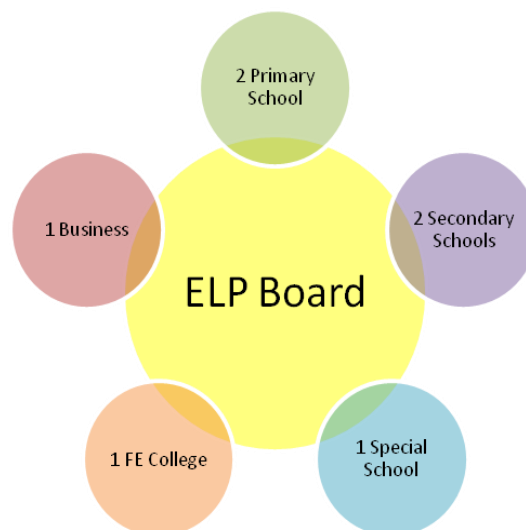 2 Primary
School
1 Business
2 Secondary
Schools
ELP Board
1 FE College
1 Special
School